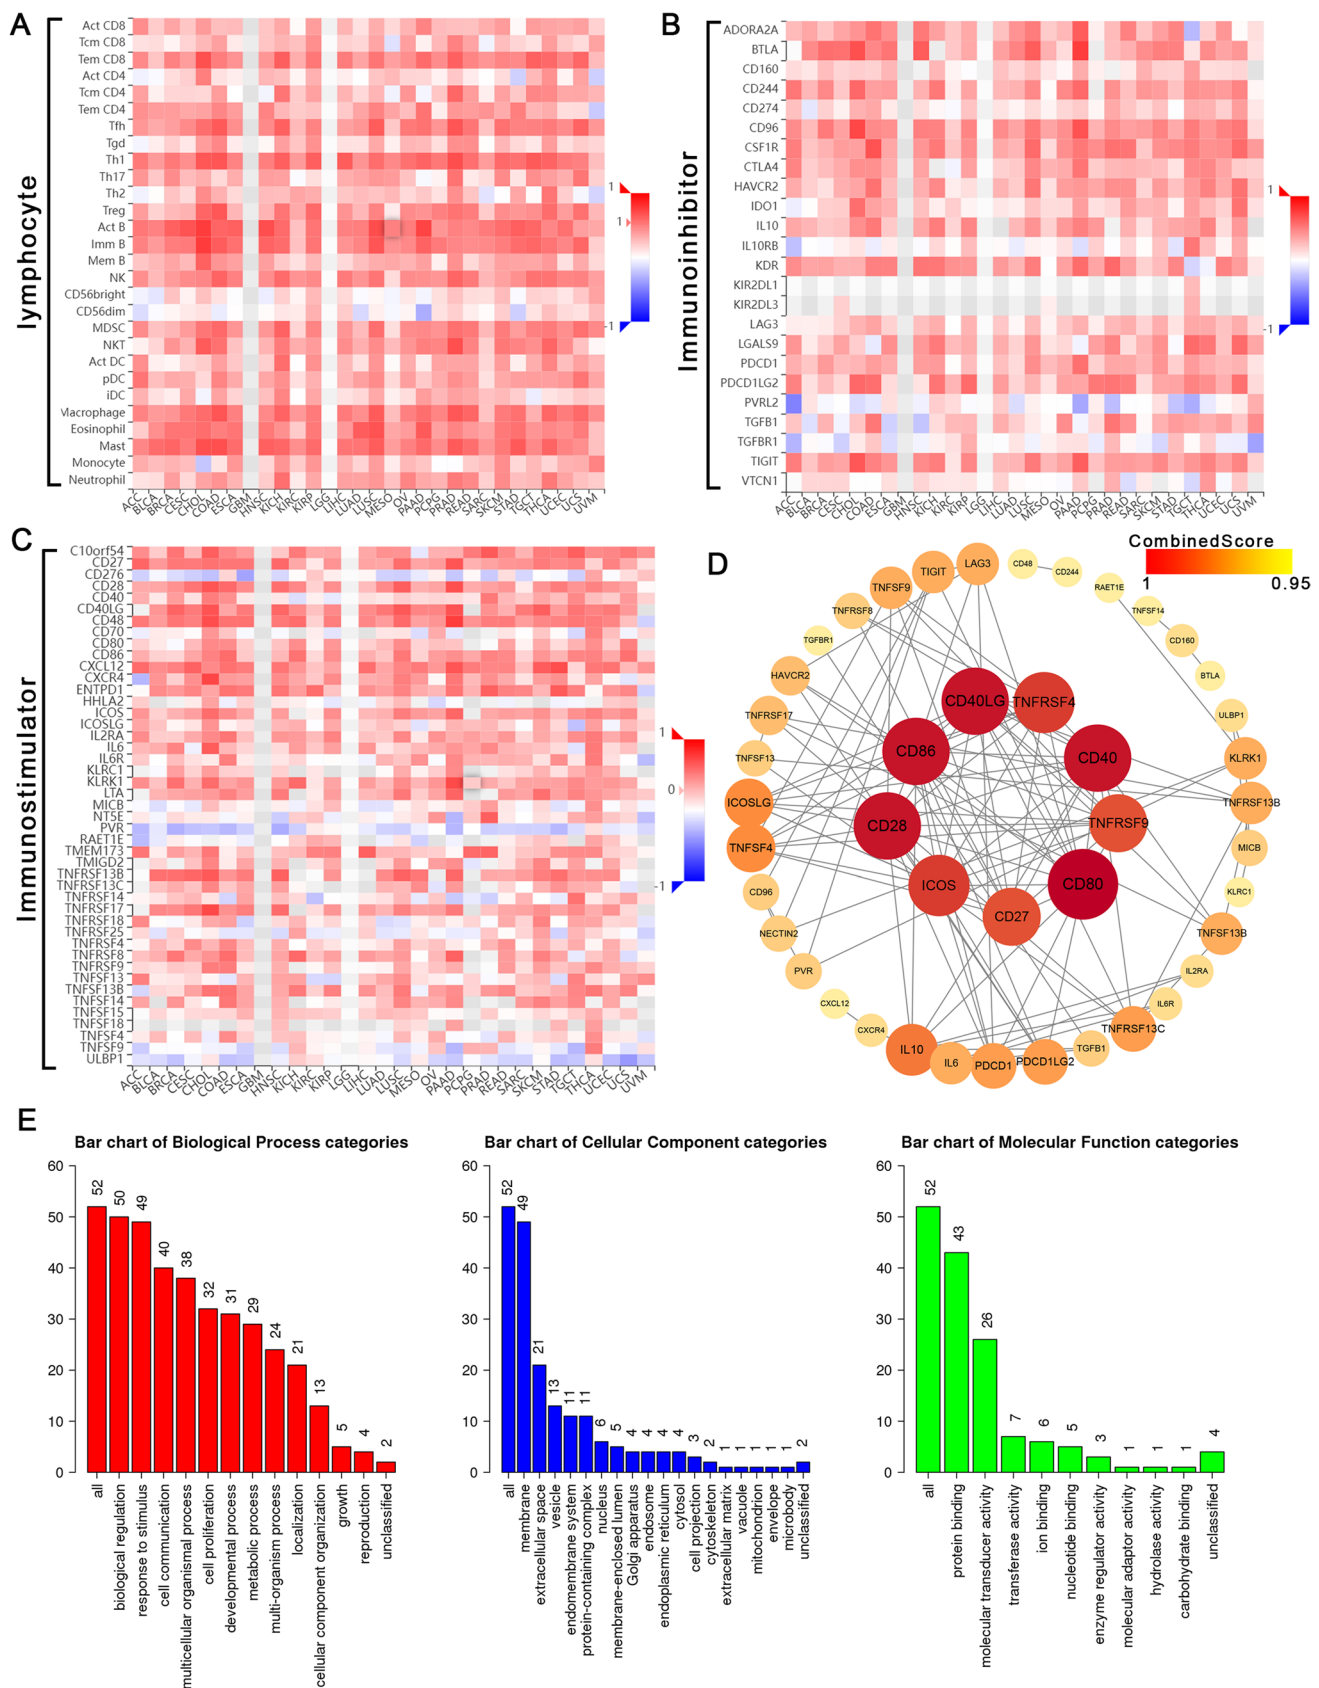 A
lymphocyte
Act CD8
Tcm CD8
Tem CD8
Act CD4
Tcm CD4
Tem CD4
Tfh
Tgd
Th1
Th17
Th2
Treg
Act B
Imm B
Mem B
NK
CD56bright
CD56dim
MDSC
NKT
Act DC
pDC
iDC
Macrophage
Eosinophil
Mast
Monocyte
Neutrophil
ACC
BLCA
BRCA
CESC
CHOL
COAD
ESCA
GBM
HNSC
KICH
KIRC
KIRP
LGG
LIHC
LUAD
LUSC
MESO
OV
PAAD
PCPG
PRAD
READ
SARC
SKCM
STAD
TGCT
THCA
UCEC
UCS
UVM
1
1
-1
B
Immunoinhibitor
ADORA2A
BTLA
CD160
CD244
CD274
CD96
CSF1R
CTLA4
HAVCR2
IDO1
IL10
IL10RB
KDR
KIR2DL1
KIR2DL3
LAG3
LGALS9
PDCD1
PDCD1LG2
PVRL2
TGFB1
TGFBR1
TIGIT
VTCN1
ACC
BLCA
BRCA
CESC
CHOL
COAD
ESCA
GBM
HNSC
KICH
KIRC
KIRP
LGG
LIHC
LUAD
LUSC
MESO
OV
PAAD
PCPG
PRAD
READ
SARC
SKCM
STAD
TGCT
THCA
UCEC
UCS
UVM
1
-1
C
Immunostimulator
C10orf54
CD27
CD276
CD28
CD40
CD40LG
CD48
CD70
CD80
CD86
CXCL12
CXCR4
ENTPD1
HHLA2
ICOS
ICOSLG
IL2RA
IL6
IL6R
KLRC1
KLRK1
LTA
MICB
NT5E
PVR
RAET1E
TMEM173
TMIGD2
TNFRSF13B
TNFRSF13C
TNFRSF14
TNFRSF17
TNFRSF18
TNFRSF25
TNFRSF4
TNFRSF8
TNFRSF9
TNFSF13
TNFSF13B
TNFSF14
TNFSF15
TNFSF18
TNFSF4
TNFSF9
ULBP1
ACC
BLCA
BRCA
CESC
CHOL
COAD
ESCA
GBM
HNSC
KICH
KIRC
KIRP
LGG
LIHC
LUAD
LUSC
MESO
OV
PAAD
PCPG
PRAD
READ
SARC
SKCM
STAD
TGCT
THCA
UCEC
UCS
UVM
1
0
-1
D
CombinedScore
1
0.95
LAG3
TIGIT
TNFSF9
TNFRSF8
TGFBR1
HAVCR2
TNFRSF17
TNFSF13
ICOSLG
TNFSF4
CD96
NECTIN2
PVR
CXCL12
CXCR4
IL10
IL6
PDCD1
PDCD1LG2
TGFB1
TNFRSF13C
IL6R
IL2RA
TNFSF13B
KLRC1
MICB
TNFRSF13B
KLRK1
ULBP1
BTLA
CD160
TNFSF14
RAET1E
CD244
CD48
CD40LG
TNFRSF4
CD86
CD40
CD28
TNFRSF9
ICOS
CD80
CD27
E
Bar chart of Biological Process categories
60
50
40
30
20
10
0
52
50
49
40
38
32
31
29
24
21
13
5
4
2
all
biological regulation
response to stimulus
cell communication
multicellular organismal process
cell proliferation
developmental process
metabolic process
multi-organism process
localization
cellular component organization
growth
reproduction
unclassified
Bar chart of Cellular Component categories
60
50
40
30
20
10
0
52
49
21
13
11
11
6
5
4
4
4
4
3
2
1
1
1
1
1
2
all
membrane
extracellular space
vesicle
endomembrane system
protein-containing complex
nucleus
membrane-enclosed lumen
Golgi apparatus
endosome
endoplasmic reticulum
cytosol
cell projection
cytoskeleton
extracellular matrix
vacuole
mitochondrion
envelope
microbody
unclassified
Bar chart of Molecular Function categories
60
50
40
30
20
10
0
52
43
26
7
6
5
3
1
1
1
4
all
protein binding
molecular transducer activity
transferase activity
ion binding
nucleotide binding
enzyme regulator activity
molecular adaptor activity
hydrolase activity
carbohydrate binding
unclassified